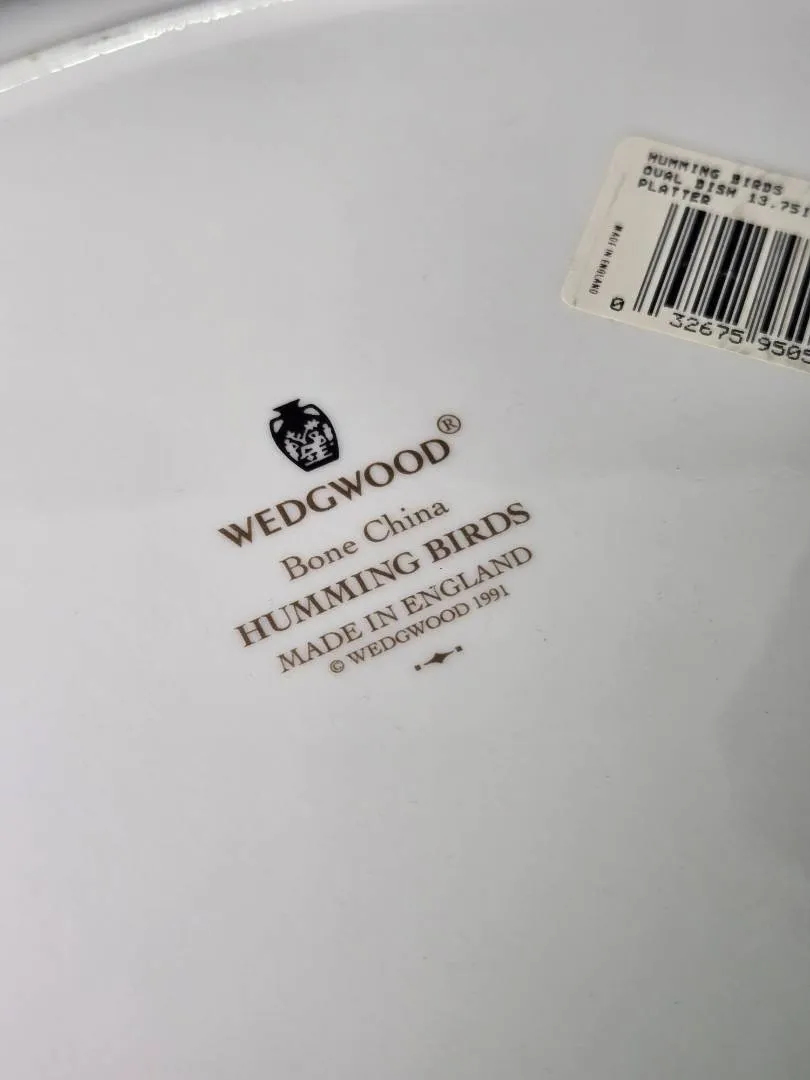 HUMMING BIRDS
OVAL DISH 13.75I
PLATTER
MADE IN ENGLAND
0 32675 9505
WEDGWOOD®
Bone China
HUMMING BIRDS
MADE IN ENGLAND
© WEDGWOOD 1991